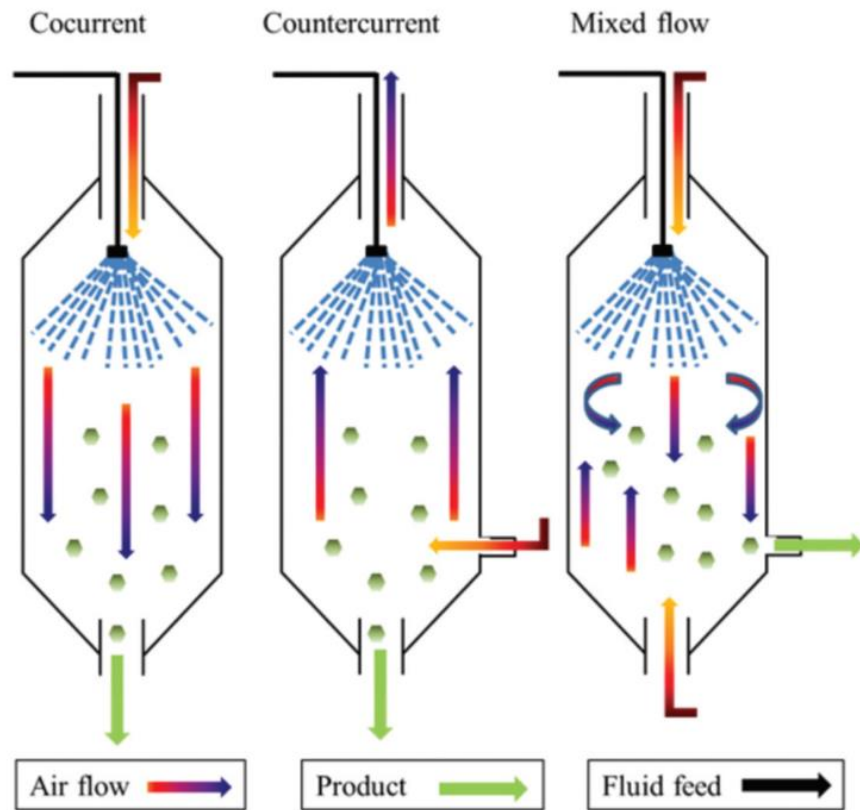 Cocurrent
Countercurrent
Mixed flow
Air flow
Product
Fluid feed